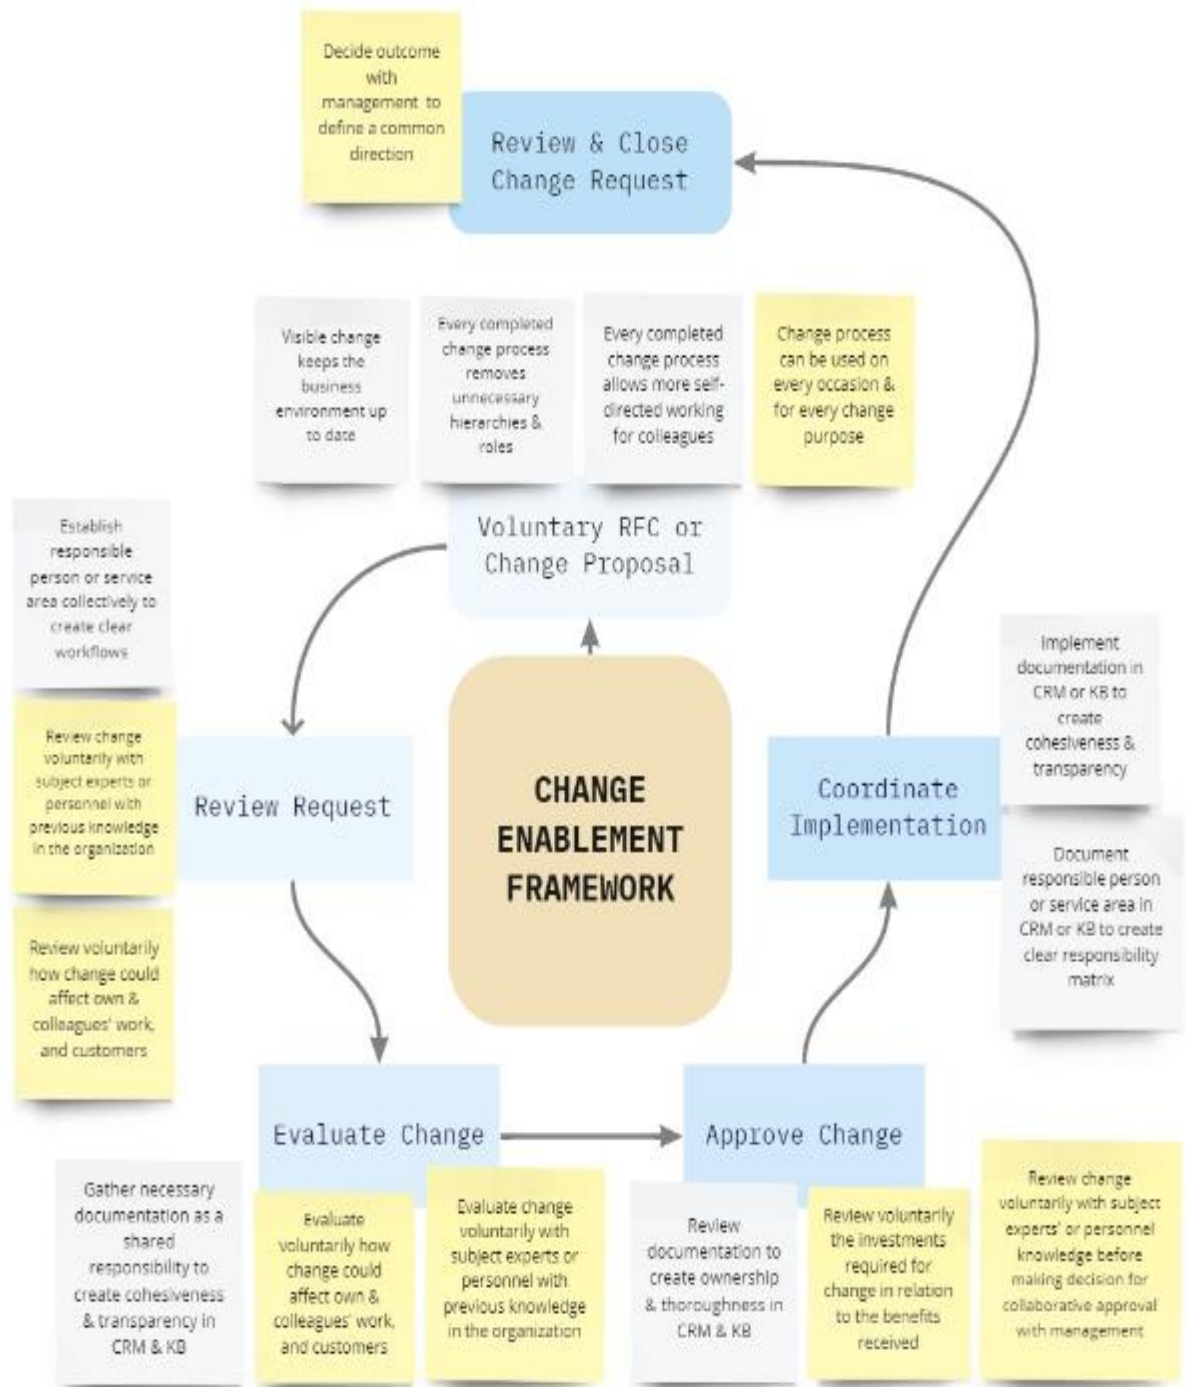 Decide outcome
with
management to
define a common
direction
Review & Close
Change Request
Visible change
keeps the
business
environment up
to date
Every completed
change process
removes
unnecessary
hierarchies &
roles
Every completed
change process
allows more self-
directed working
for colleagues
Change process
can be used on
every occasion &
for every change
purpose
Voluntary RFC or
Change Proposal
Establish
responsible
person or service
area collectively to
create clear
workflows
Review change
voluntarily with
subject experts or
personnel with
previous knowledge
in the organization
Review voluntarily
how change could
affect own &
colleagues' work,
and customers
Review Request
CHANGE
ENABLEMENT
FRAMEWORK
Coordinate
Implementation
Implement
documentation in
CRM or KB to
create
cohesiveness &
transparency
Document
responsible person
or service area in
CRM or KB to create
clear responsibility
matrix
Evaluate Change
Approve Change
Gather necessary
documentation as a
shared
responsibility to
create cohesiveness
& transparency in
CRM & KB
Evaluate
voluntarily how
change could
affect own &
colleagues' work,
and customers
Evaluate change
voluntarily with
subject experts or
personnel with
previous knowledge
in the organization
Review
documentation to
create ownership
& thoroughness in
CRM & KB
Review voluntarily
the investments
required for
change in relation
to the benefits
received
Review change
voluntarily with subject
experts' or personnel
knowledge before
making decision for
collaborative approval
with management